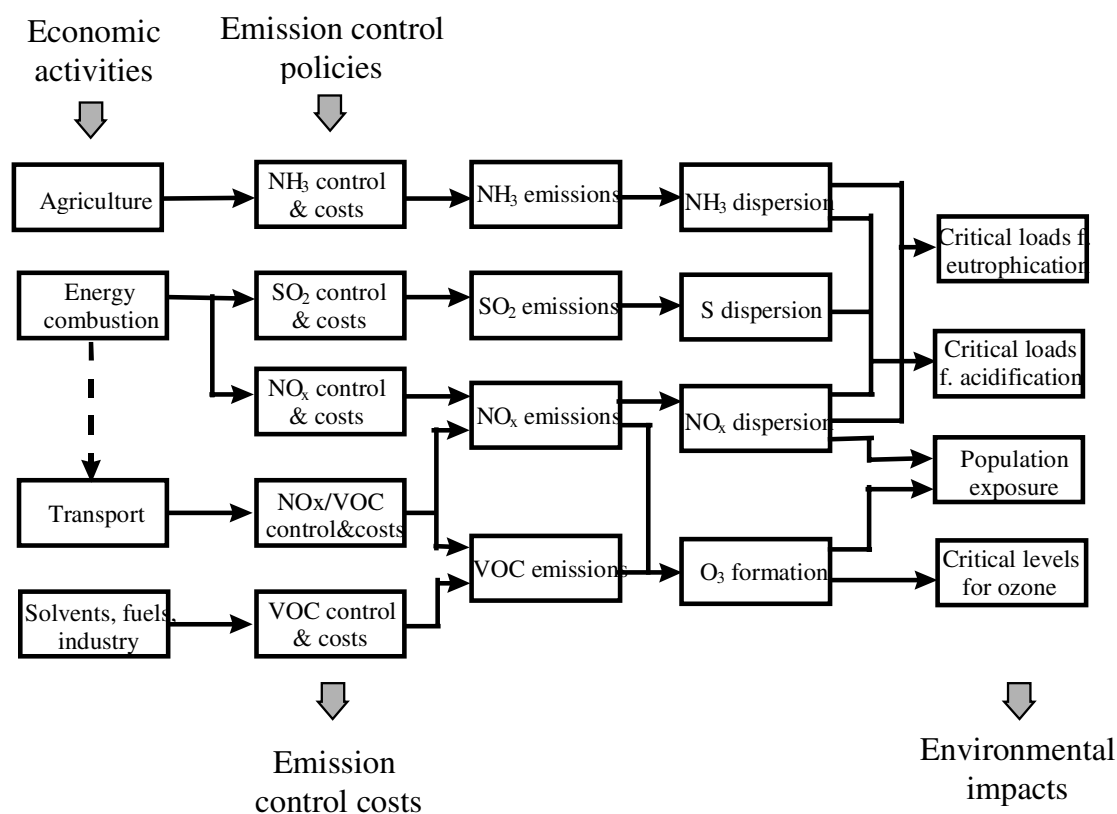 Economic
activities
Emission control
policies
Agriculture
NH₃ control
& costs
NH₃ emissions
NH₃ dispersion
Critical loads f.
eutrophication
Energy
combustion
SO₂ control
& costs
SO₂ emissions
S dispersion
Critical loads
f. acidification
NOₓ control
& costs
NOₓ emissions
NOₓ dispersion
Population
exposure
Transport
NOx/VOC
control&costs
VOC emissions
O₃ formation
Critical levels
for ozone
Solvents, fuels,
industry
VOC control
& costs
Emission
control costs
Environmental
impacts